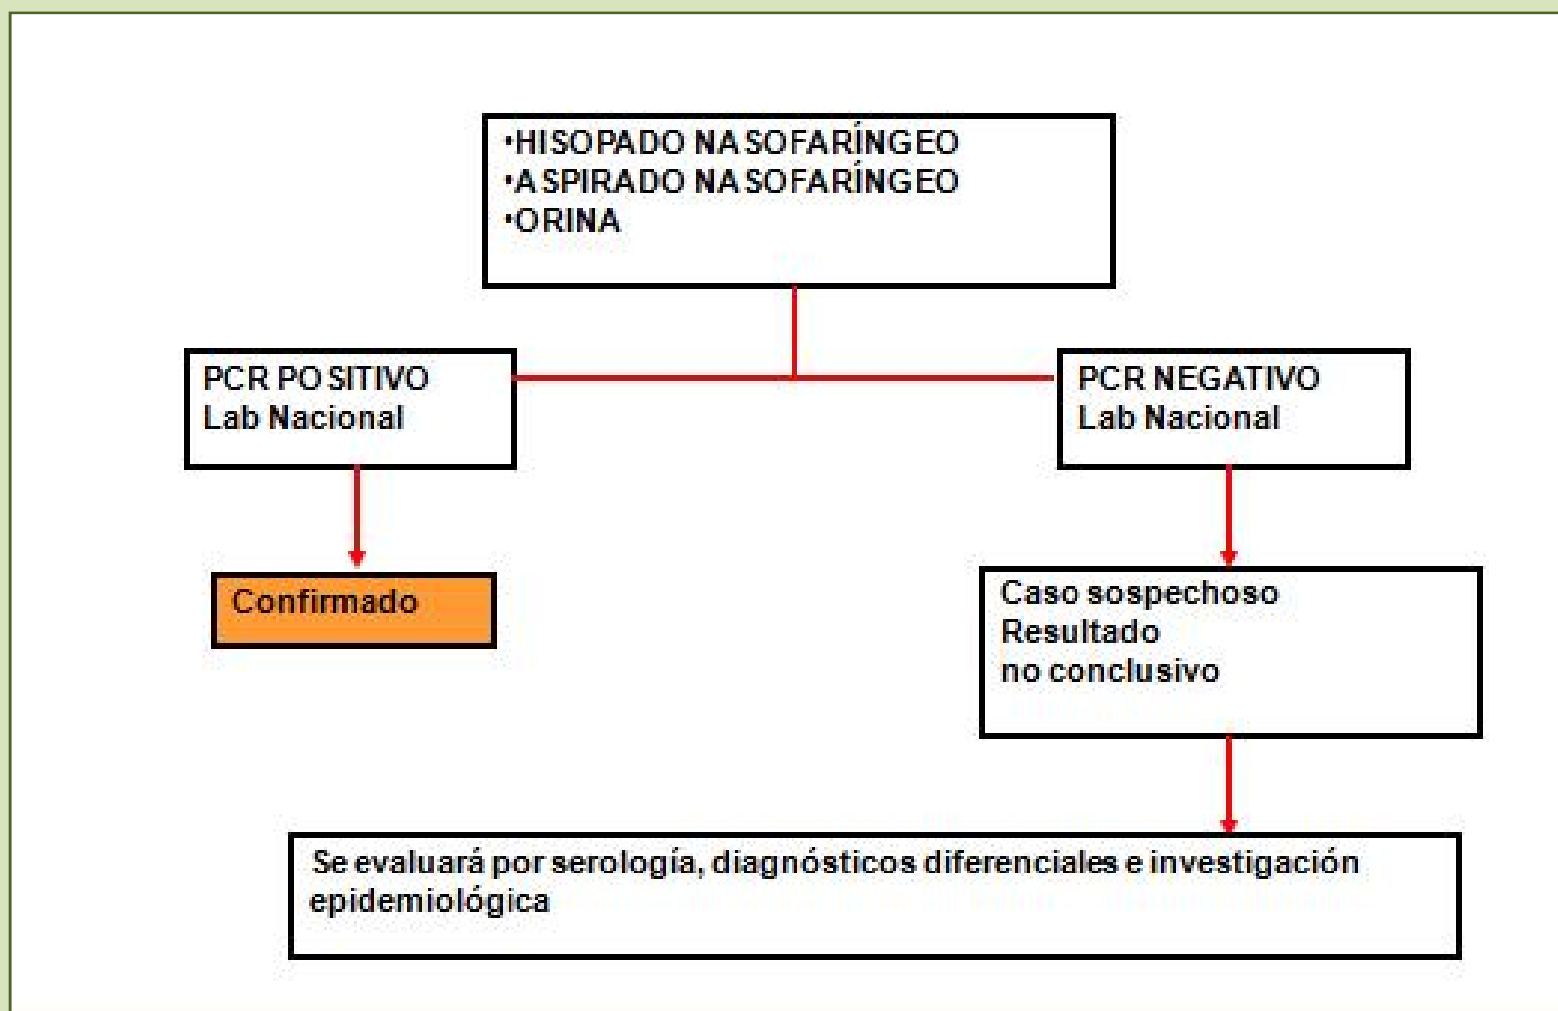 •HISOPADO NASOFARÍNGEO
•ASPIRADO NASOFARÍNGEO
•ORINA
PCR POSITIVO
Lab Nacional
PCR NEGATIVO
Lab Nacional
Confirmado
Caso sospechoso
Resultado
no conclusivo
Se evaluará por serología, diagnósticos diferenciales e investigación
epidemiológica